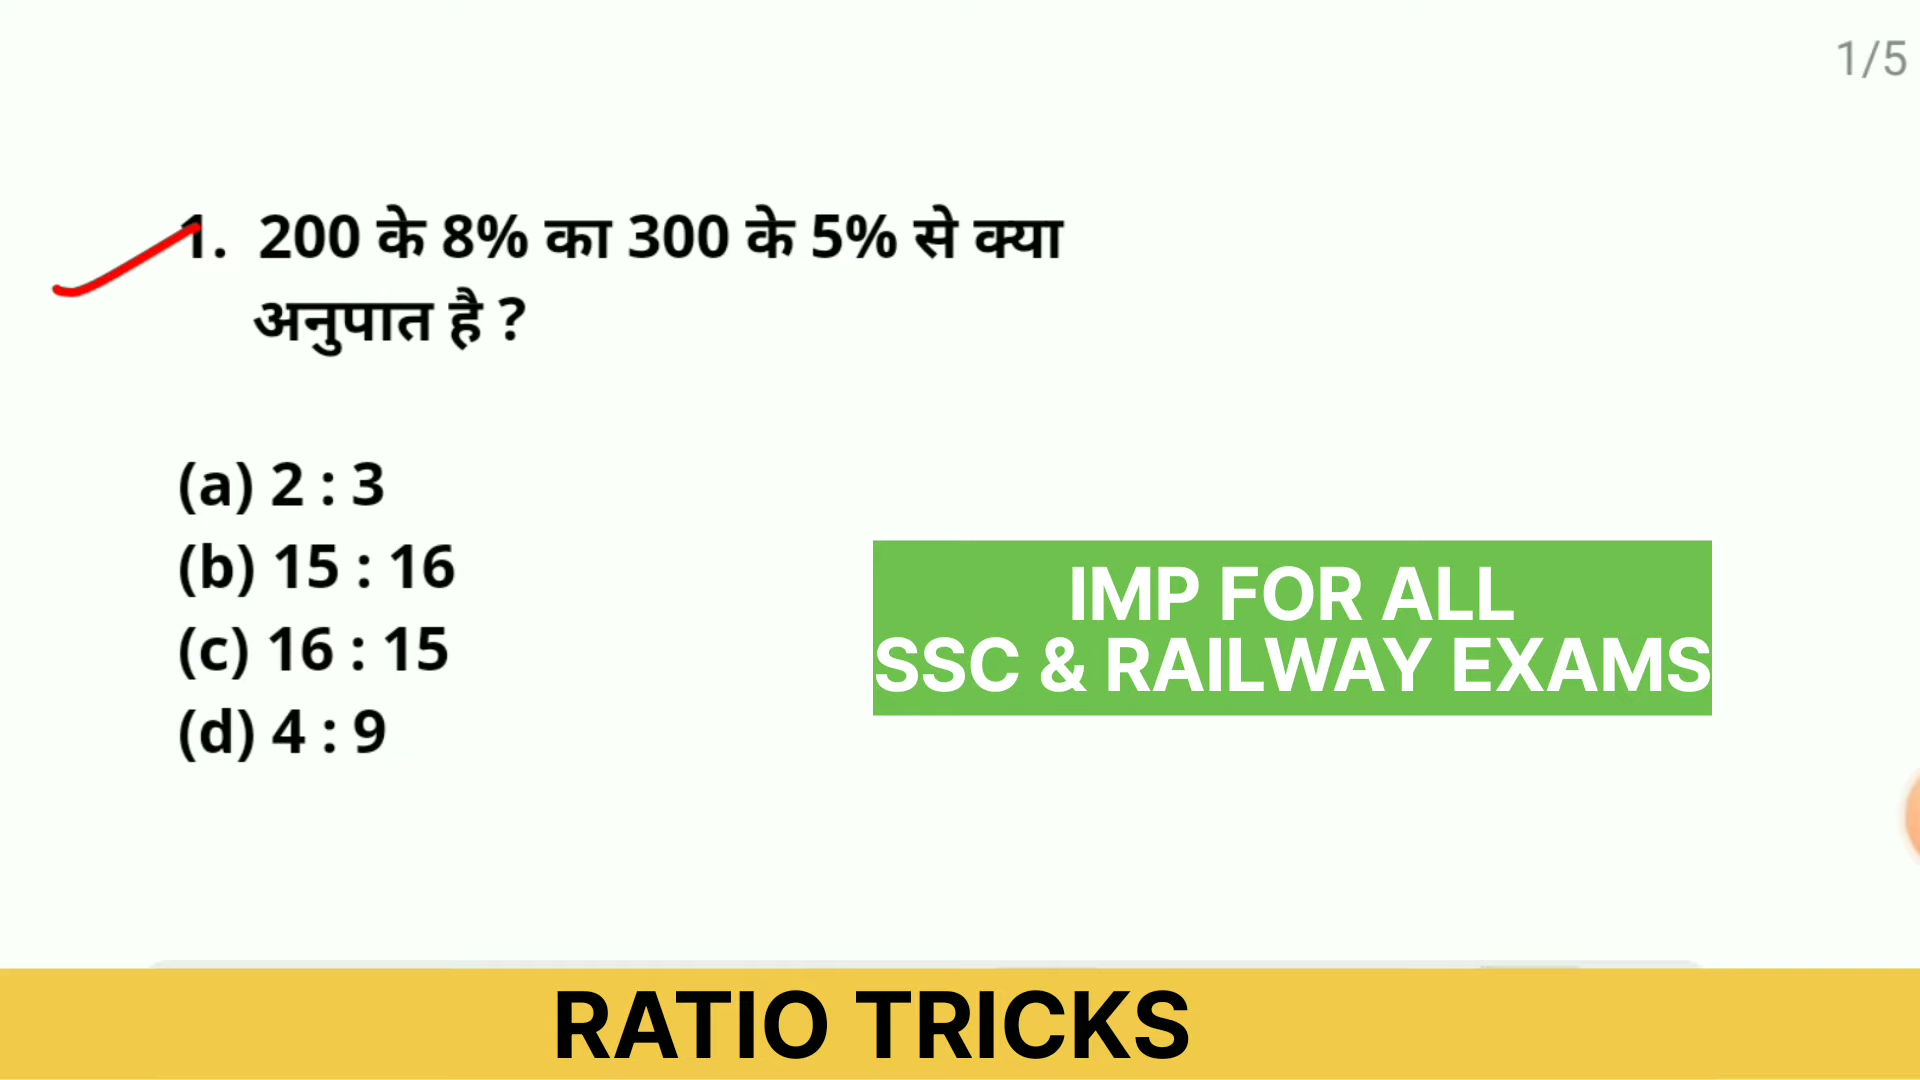 1/5
1. 200 के 8% का 300 के 5% से क्या
अनुपात है ?
(a) 2 : 3
(b) 15 : 16
(c) 16 : 15
(d) 4 : 9
IMP FOR ALL
SSC & RAILWAY EXAMS
RATIO TRICKS